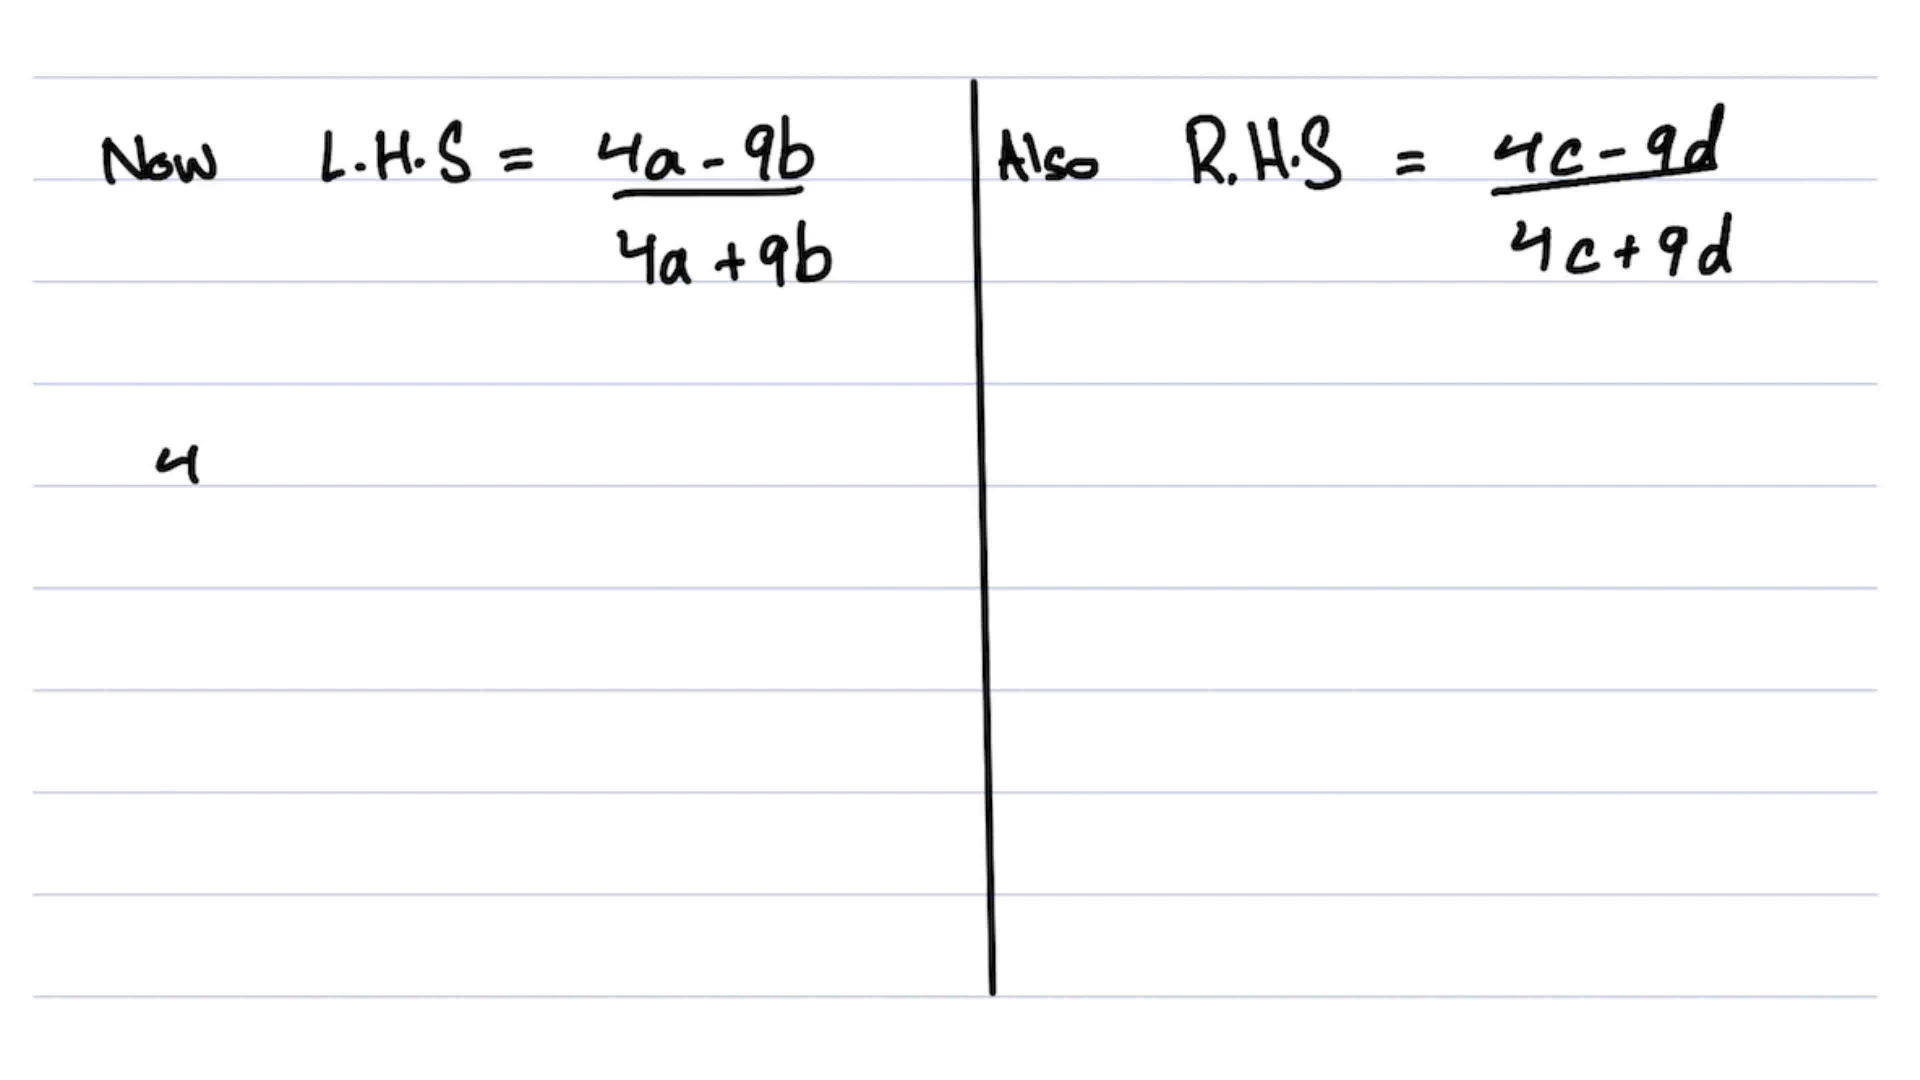 Now L.H.S = 4a - 9b
4a + 9b
4
Also R.H.S = 4c - 9d
4c + 9d